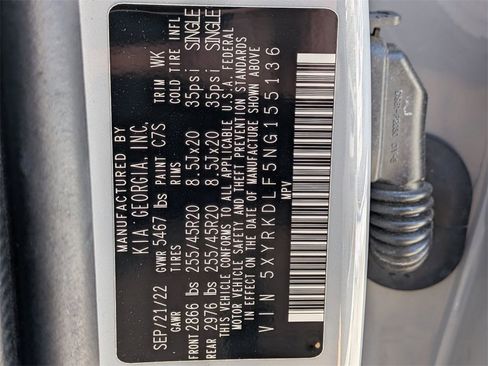 MANUFACTURED BY
KIA GEORGIA, INC.
SEP/21/22 GVWR 5467 lbs PAINT C7S TRIM WK
GAWR TIRES RIMS COLD TIRE INFL
FRONT 2866 lbs 255/45R20 8.5Jx20 35psi SINGLE
REAR 2976 lbs 255/45R20 8.5Jx20 35psi SINGLE
THIS VEHICLE CONFORMS TO ALL APPLICABLE U.S.A. FEDERAL
MOTOR VEHICLE SAFETY AND THEFT PREVENTION STANDARDS
IN EFFECT ON THE DATE OF MANUFACTURE SHOWN ABOVE
VIN 5XYRKDLF5NG155136
MPV